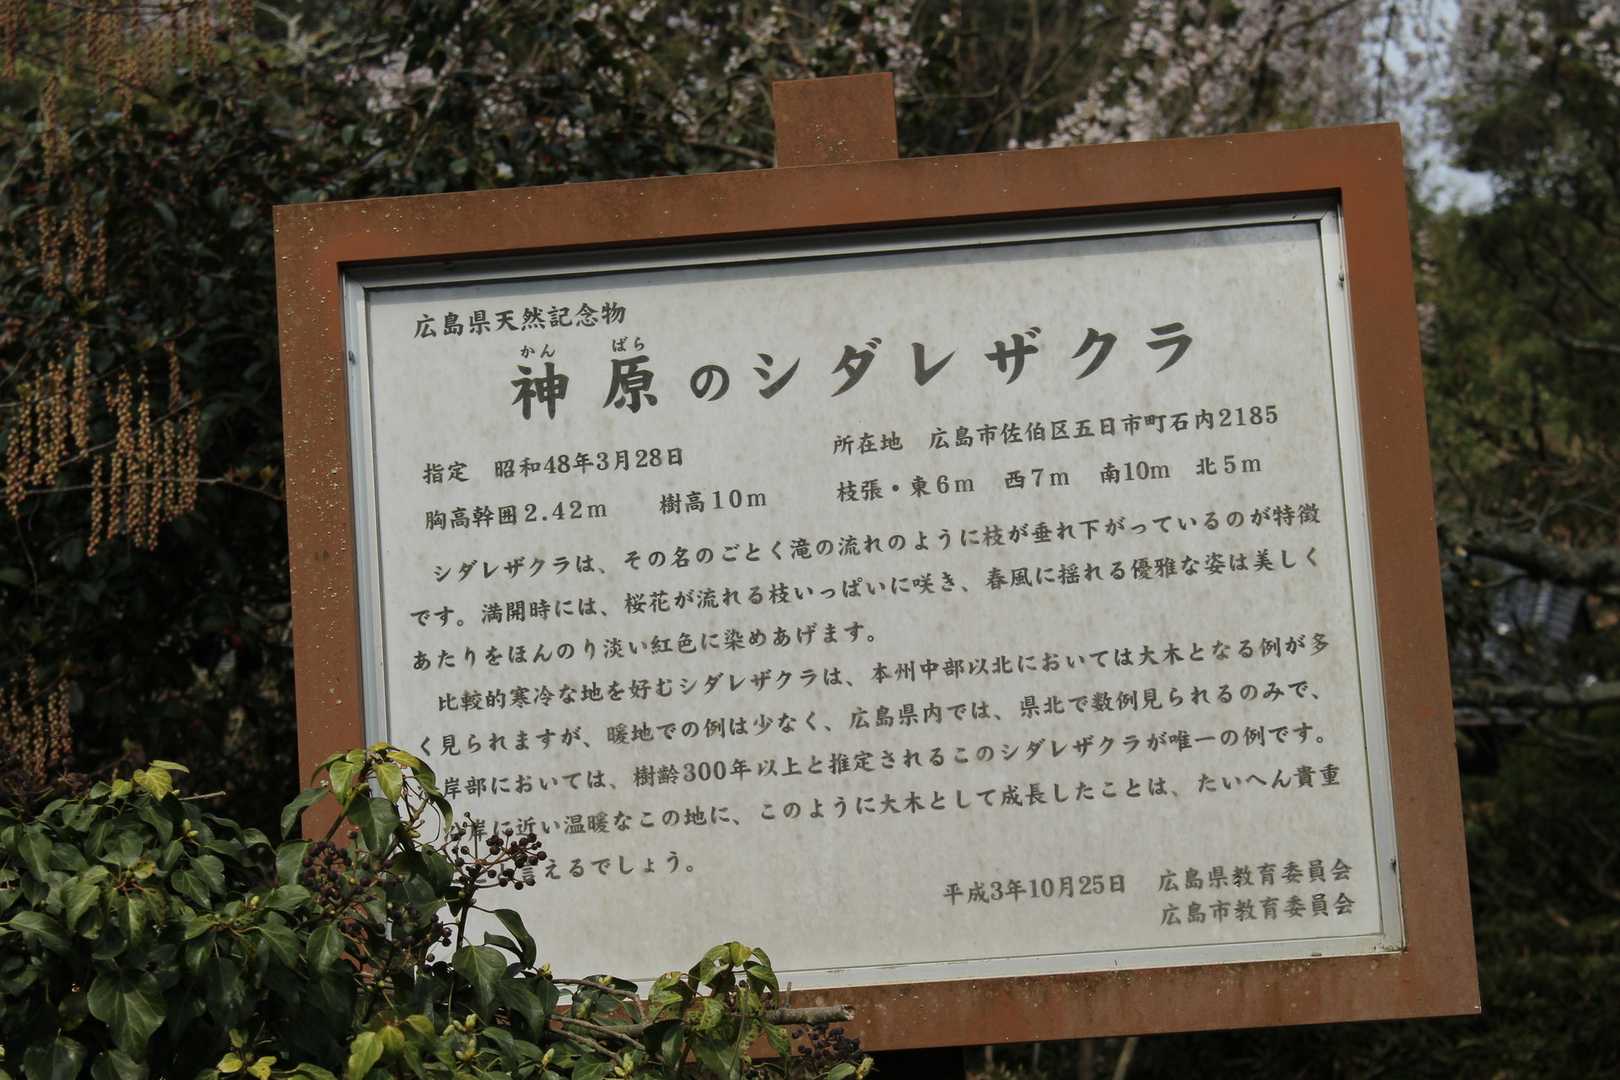 広島県天然記念物
かん ばら
神原のシダレザクラ
指定 昭和48年3月28日 所在地 広島市佐伯区五日市町石内2185
胸高幹囲2.42m 樹高10m 枝張・東6m 西7m 南10m 北5m
シダレザクラは、その名のごとく滝の流れのように枝が垂れ下がっているのが特徴
です。満開時には、桜花が流れる枝いっぱいに咲き、春風に揺れる優雅な姿は美しく
あたりをほんのり淡い紅色に染めあげます。
比較的寒冷な地を好むシダレザクラは、本州中部以北においては大木となる例が多
く見られますが、暖地での例は少なく、広島県内では、県北で数例見られるのみで、
岸部においては、樹齢300年以上と推定されるこのシダレザクラが唯一の例です。
沿岸に近い温暖なこの地に、このように大木として成長したことは、たいへん貴重
言えるでしょう。
平成3年10月25日 広島県教育委員会
広島市教育委員会